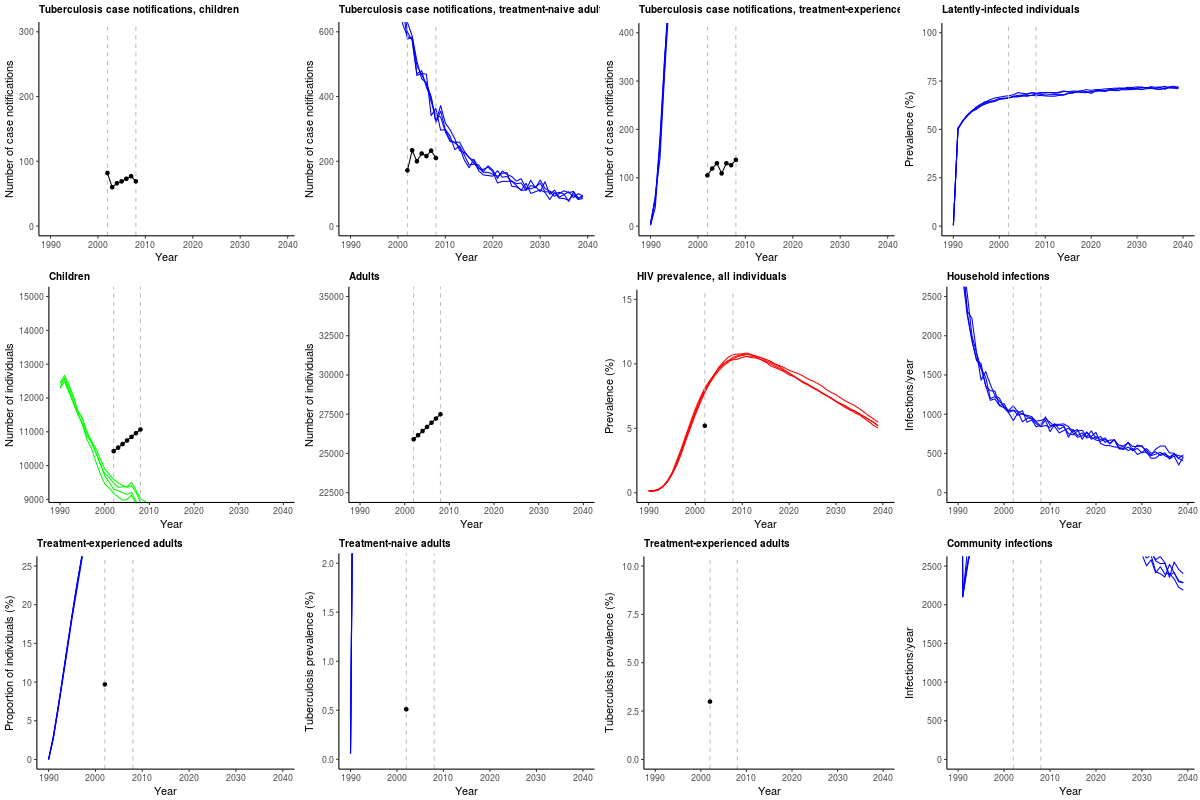 Tuberculosis case notifications, children
Number of case notifications
300
200
100
0
1990 2000 2010 2020 2030 2040
Year
Tuberculosis case notifications, treatment-naive adul
Number of case notifications
600
400
200
0
1990 2000 2010 2020 2030 2040
Year
Tuberculosis case notifications, treatment-experience
Number of case notifications
400
300
200
100
0
1990 2000 2010 2020 2030 2040
Year
Latently-infected individuals
Prevalence (%)
100
75
50
25
0
1990 2000 2010 2020 2030 2040
Year
Children
Number of individuals
15000
14000
13000
12000
11000
10000
9000
1990 2000 2010 2020 2030 2040
Year
Adults
Number of individuals
35000
32500
30000
27500
25000
22500
1990 2000 2010 2020 2030 2040
Year
HIV prevalence, all individuals
Prevalence (%)
15
10
5
0
1990 2000 2010 2020 2030 2040
Year
Household infections
Infections/year
2500
2000
1500
1000
500
0
1990 2000 2010 2020 2030 2040
Year
Treatment-experienced adults
Proportion of individuals (%)
25
20
15
10
5
0
1990 2000 2010 2020 2030 2040
Year
Treatment-naive adults
Tuberculosis prevalence (%)
2.0
1.5
1.0
0.5
0.0
1990 2000 2010 2020 2030 2040
Year
Treatment-experienced adults
Tuberculosis prevalence (%)
10.0
7.5
5.0
2.5
0.0
1990 2000 2010 2020 2030 2040
Year
Community infections
Infections/year
2500
2000
1500
1000
500
0
1990 2000 2010 2020 2030 2040
Year